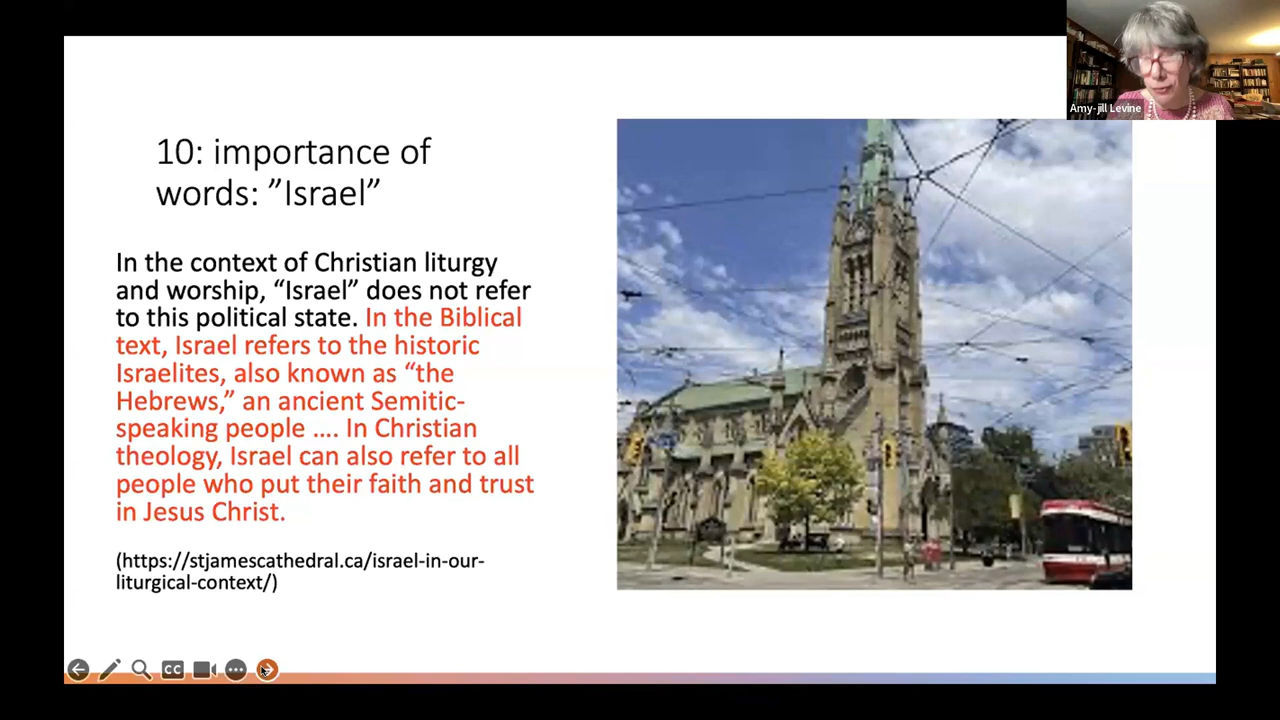 Amy-jill Levine
10: importance of
words: ”Israel”
In the context of Christian liturgy
and worship, “Israel” does not refer
to this political state. In the Biblical
text, Israel refers to the historic
Israelites, also known as “the
Hebrews,” an ancient Semitic-
speaking people .... In Christian
theology, Israel can also refer to all
people who put their faith and trust
in Jesus Christ.
(https://stjamescathedral.ca/israel-in-our-
liturgical-context/)
CC